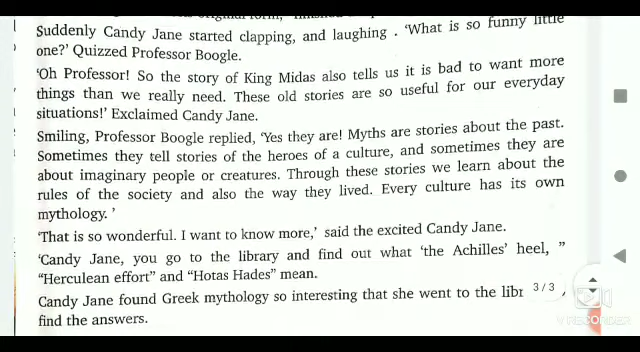 Suddenly Candy Jane started clapping, and laughing . ‘What is so funny little
one?’ Quizzed Professor Boogle.
‘Oh Professor! So the story of King Midas also tells us it is bad to want more
things than we really need. These old stories are so useful for our everyday
situations!’ Exclaimed Candy Jane.
Smiling, Professor Boogle replied, ‘Yes they are! Myths are stories about the past.
Sometimes they tell stories of the heroes of a culture, and sometimes they are
about imaginary people or creatures. Through these stories we learn about the
rules of the society and also the way they lived. Every culture has its own
mythology. ’
‘That is so wonderful. I want to know more,’ said the excited Candy Jane.
‘Candy Jane, you go to the library and find out what ‘the Achilles’ heel, ”
“Herculean effort” and “Hotas Hades” mean.
Candy Jane found Greek mythology so interesting that she went to the
find the answers.
3/3
RECORDER